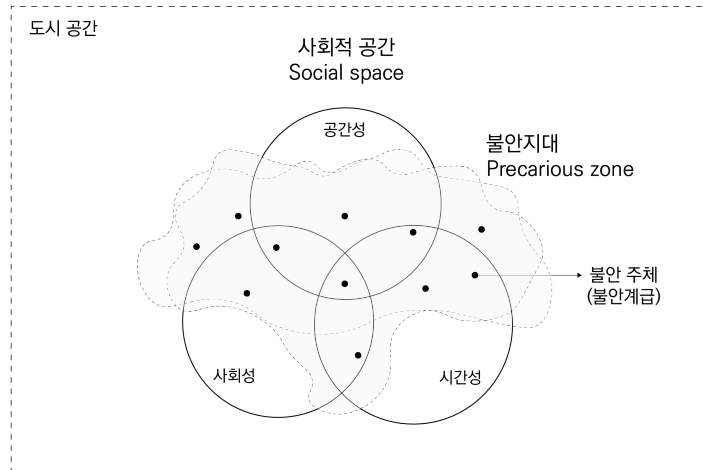 도시 공간
사회적 공간
Social space
공간성
불안지대
Precarious zone
불안 주체
(불안계급)
사회성
시간성